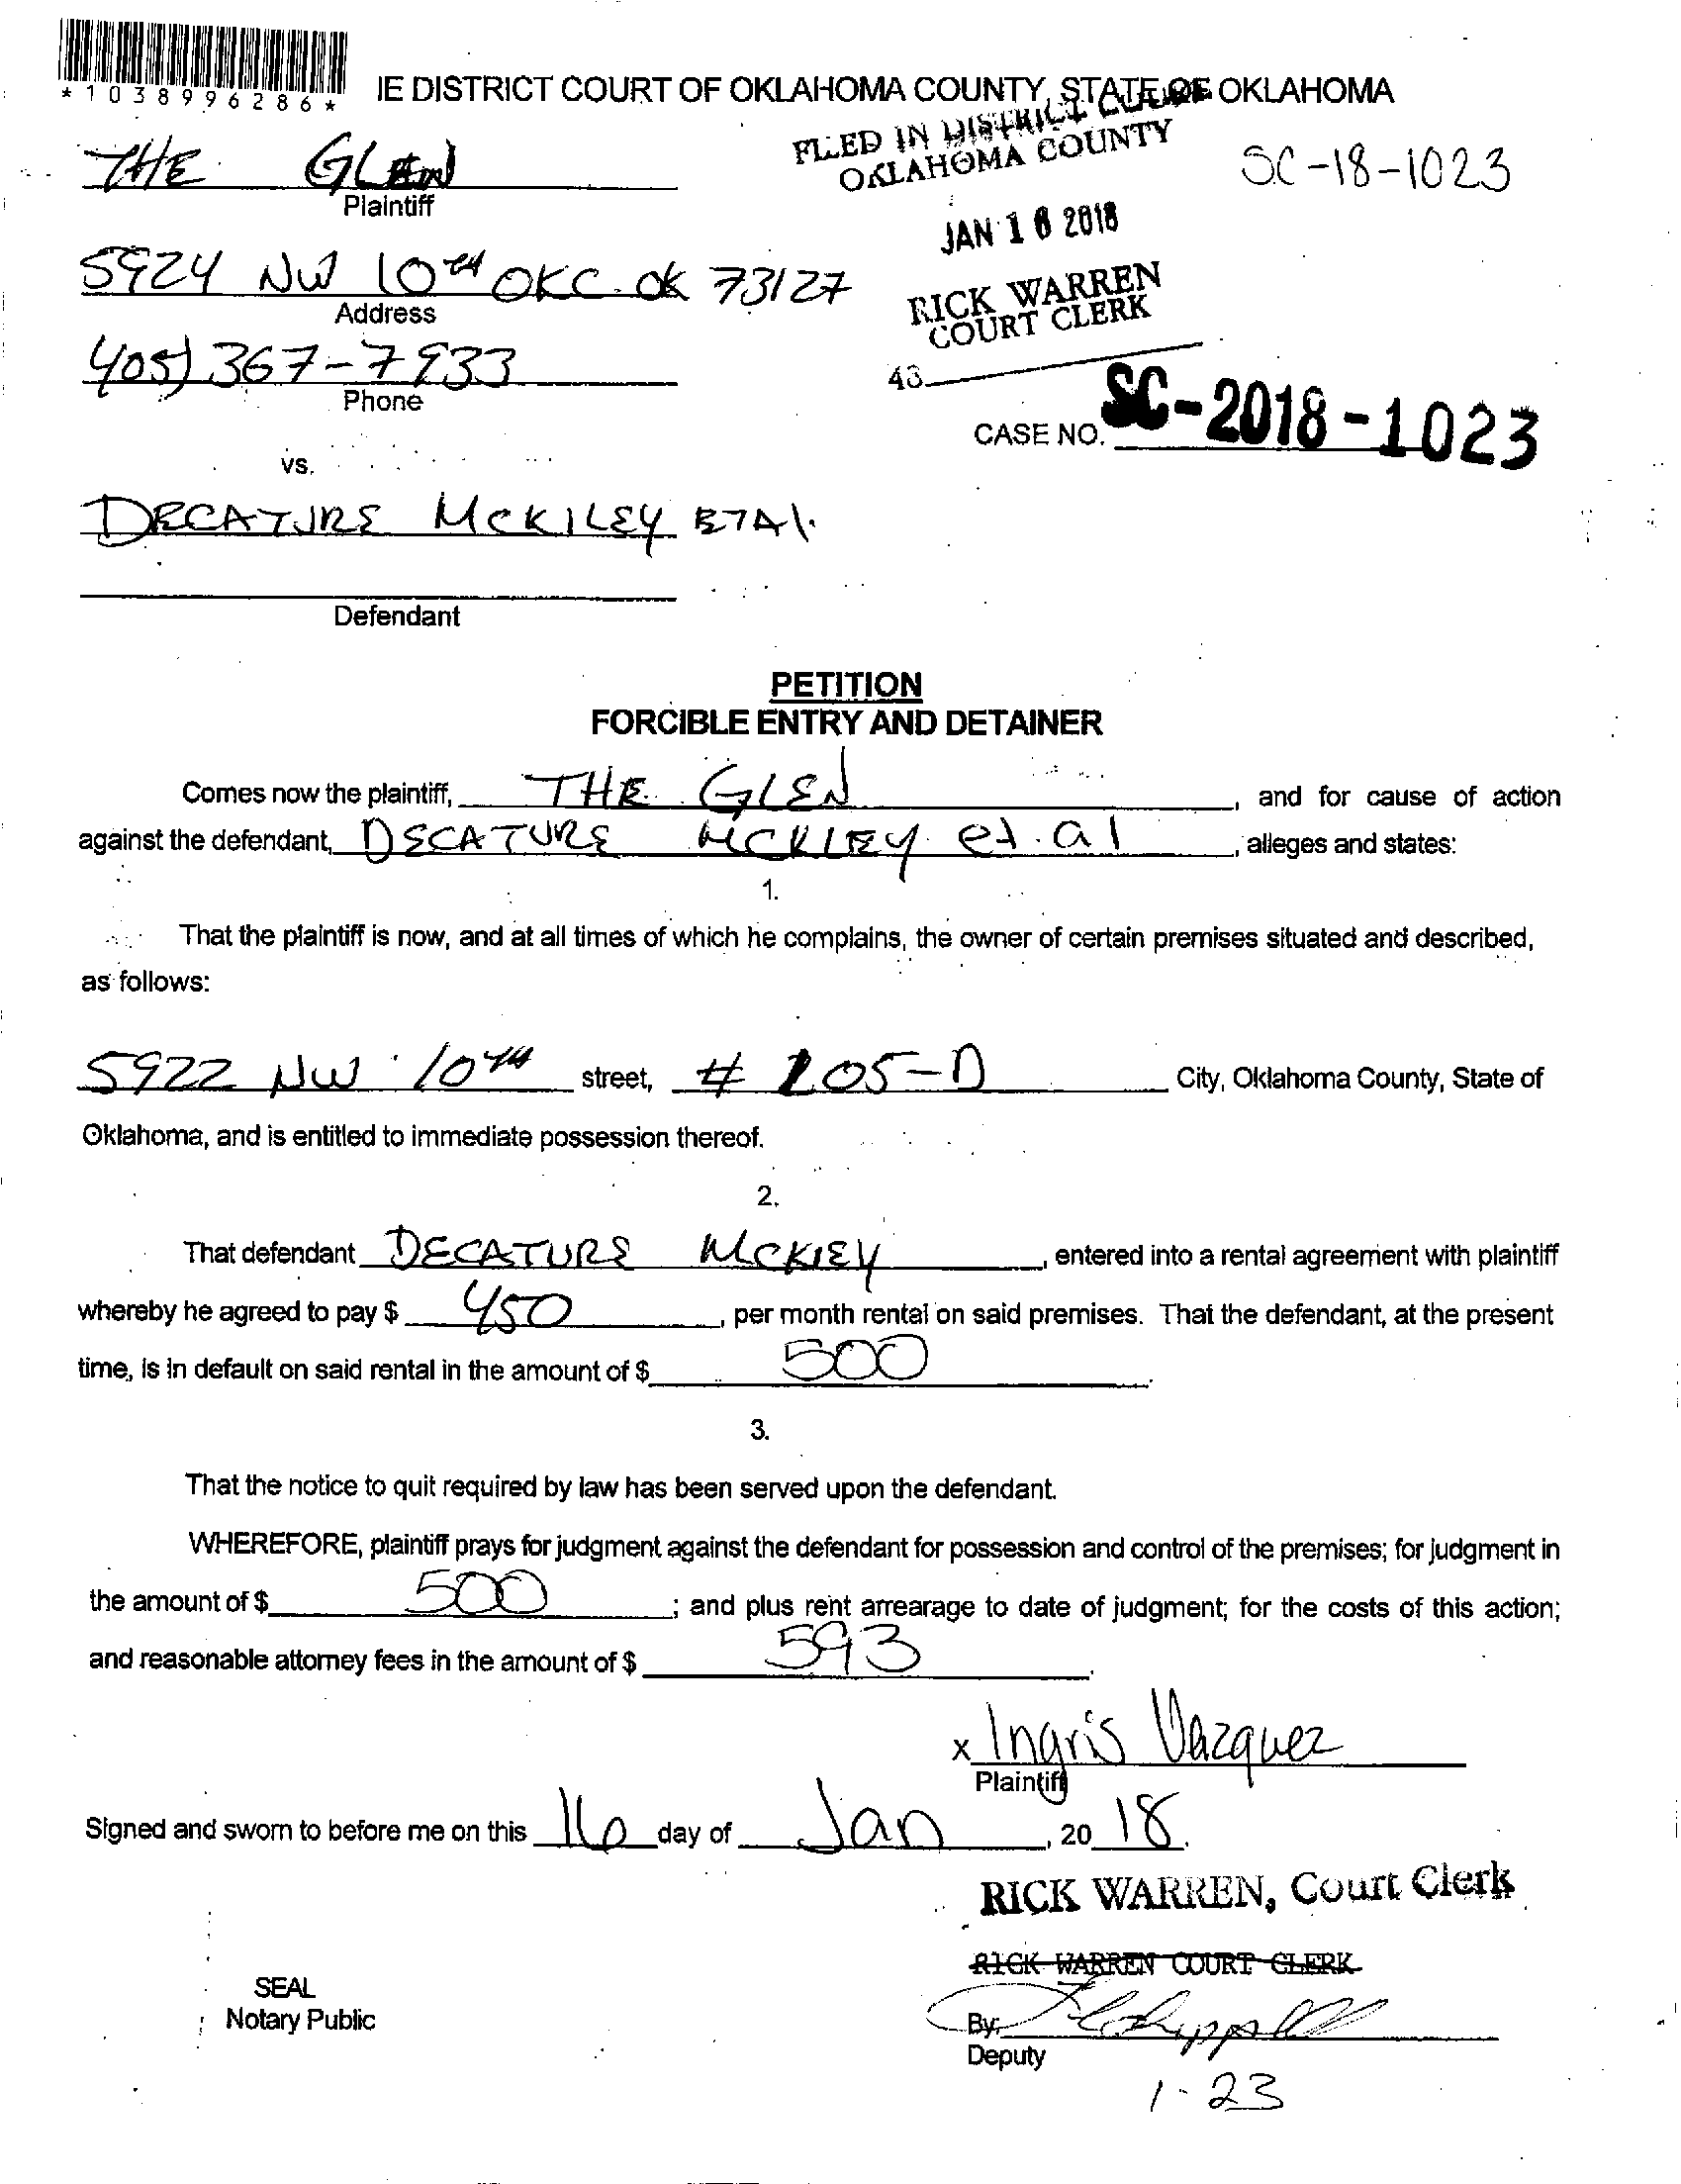 *1038996286*
IE DISTRICT COURT OF OKLAHOMA COUNTY, STATE OF OKLAHOMA
FILED IN DISTRICT COURT
OKLAHOMA COUNTY
THE GLEN
Plaintiff
SC-18-1023
JAN 16 2018
5924 NW 10TH OKC. OK 73127
Address
RICK WARREN
COURT CLERK
405) 367-7933
Phone
43
CASE NO. SC-2018-1023
vs.
DECATURE MCKILEY ETAl.
Defendant
PETITION
FORCIBLE ENTRY AND DETAINER
Comes now the plaintiff, THE GLEN, and for cause of action
against the defendant, DECATURE MCKIEY et.al, alleges and states:
1.
That the plaintiff is now, and at all times of which he complains, the owner of certain premises situated and described,
as follows:
5922 NW 10TH street, # 205-D City, Oklahoma County, State of
Oklahoma, and is entitled to immediate possession thereof.
2.
That defendant DECATURE MCKIEY, entered into a rental agreement with plaintiff
whereby he agreed to pay $ 450, per month rental on said premises. That the defendant, at the present
time, is in default on said rental in the amount of $ 500.
3.
That the notice to quit required by law has been served upon the defendant.
WHEREFORE, plaintiff prays for judgment against the defendant for possession and control of the premises; for judgment in
the amount of $ 500; and plus rent arrearage to date of judgment; for the costs of this action;
and reasonable attorney fees in the amount of $ 593.
x Ingris Vazquez
Plaintiff
Signed and sworn to before me on this 16 day of Jan, 20 18.
RICK WARREN, Court Clerk
RICK WARREN COURT CLERK
SEAL
Notary Public
By:
Deputy
1-23